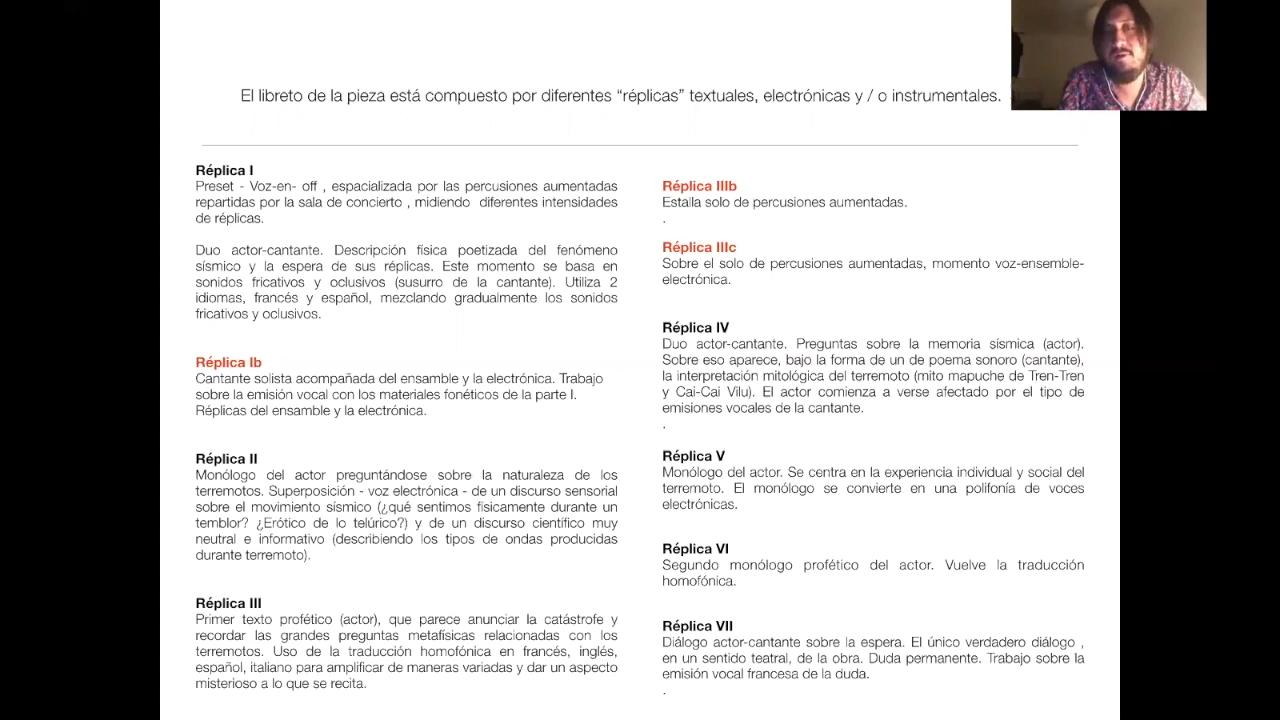 El libreto de la pieza está compuesto por diferentes “réplicas” textuales, electrónicas y / o instrumentales.
Réplica I
Preset - Voz-en- off , espacializada por las percusiones aumentadas
repartidas por la sala de concierto , midiendo diferentes intensidades
de réplicas.
Duo actor-cantante. Descripción física poetizada del fenómeno
sísmico y la espera de sus réplicas. Este momento se basa en
sonidos fricativos y oclusivos (susurro de la cantante). Utiliza 2
idiomas, francés y español, mezclando gradualmente los sonidos
fricativos y oclusivos.
Réplica Ib
Cantante solista acompañada del ensamble y la electrónica. Trabajo
sobre la emisión vocal con los materiales fonéticos de la parte I.
Réplicas del ensamble y la electrónica.
Réplica II
Monólogo del actor preguntándose sobre la naturaleza de los
terremotos. Superposición - voz electrónica - de un discurso sensorial
sobre el movimiento sísmico (¿qué sentimos físicamente durante un
temblor? ¿Erótico de lo telúrico?) y de un discurso científico muy
neutral e informativo (describiendo los tipos de ondas producidas
durante terremoto).
Réplica III
Primer texto profético (actor), que parece anunciar la catástrofe y
recordar las grandes preguntas metafísicas relacionadas con los
terremotos. Uso de la traducción homofónica en francés, inglés,
español, italiano para amplificar de maneras variadas y dar un aspecto
misterioso a lo que se recita.
Réplica IIIb
Estalla solo de percusiones aumentadas.
.
Réplica IIIc
Sobre el solo de percusiones aumentadas, momento voz-ensemble-
electrónica.
Réplica IV
Duo actor-cantante. Preguntas sobre la memoria sísmica (actor).
Sobre eso aparece, bajo la forma de un de poema sonoro (cantante),
la interpretación mitológica del terremoto (mito mapuche de Tren-Tren
y Cai-Cai Vilu). El actor comienza a verse afectado por el tipo de
emisiones vocales de la cantante.
.
Réplica V
Monólogo del actor. Se centra en la experiencia individual y social del
terremoto. El monólogo se convierte en una polifonía de voces
electrónicas.
Réplica VI
Segundo monólogo profético del actor. Vuelve la traducción
homofónica.
Réplica VII
Diálogo actor-cantante sobre la espera. El único verdadero diálogo ,
en un sentido teatral, de la obra. Duda permanente. Trabajo sobre la
emisión vocal francesa de la duda.
.